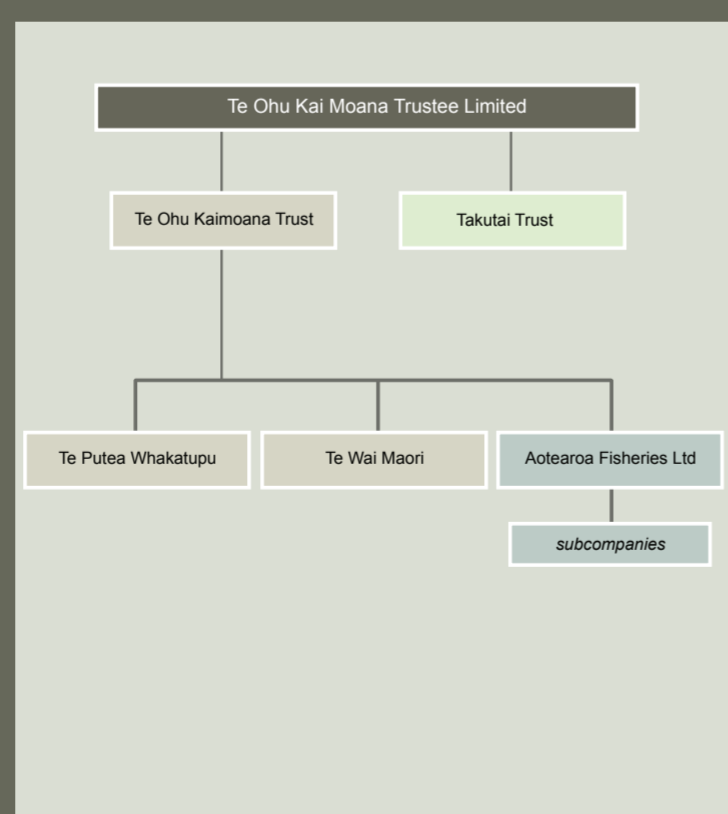 Te Ohu Kai Moana Trustee Limited
Te Ohu Kaimoana Trust
Takutai Trust
Te Putea Whakatupu
Te Wai Maori
Aotearoa Fisheries Ltd
subcompanies